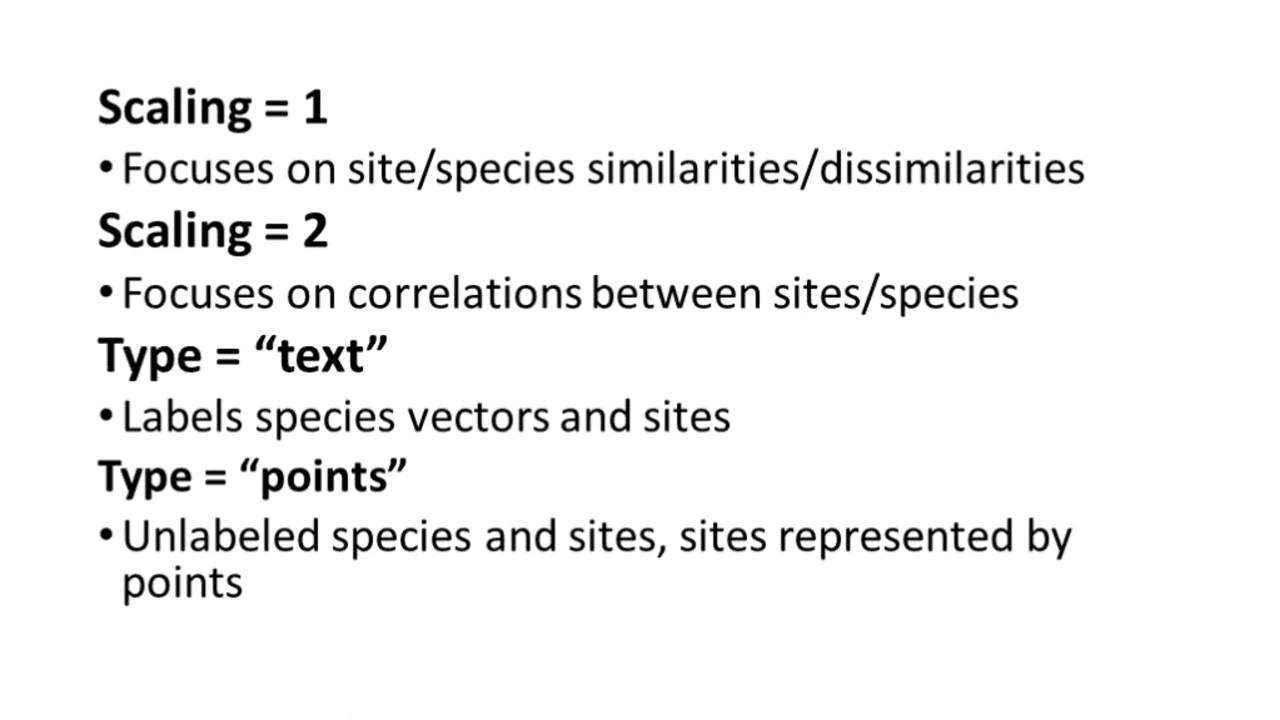 Scaling = 1
• Focuses on site/species similarities/dissimilarities
Scaling = 2
• Focuses on correlations between sites/species
Type = “text”
• Labels species vectors and sites
Type = “points”
• Unlabeled species and sites, sites represented by
points